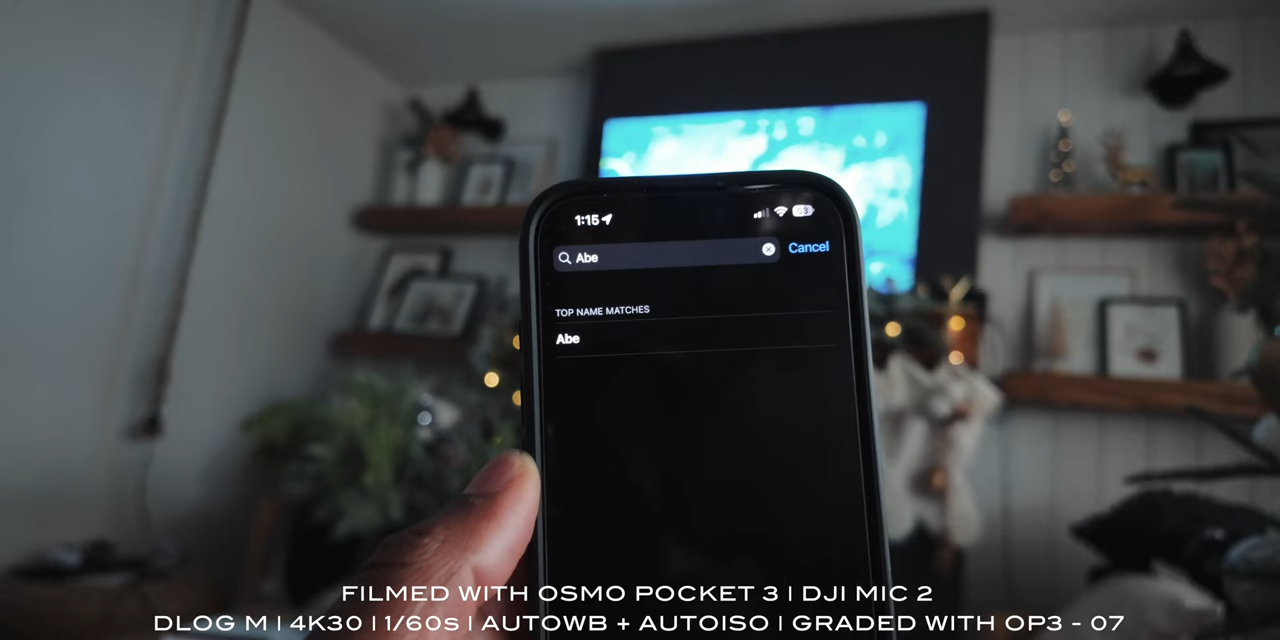 1:15
53
Abe
Cancel
TOP NAME MATCHES
Abe
FILMED WITH OSMO POCKET 3 | DJI MIC 2
DLOG M | 4K30 | 1/60s | AUTOWB + AUTOISO | GRADED WITH OP3 - 07